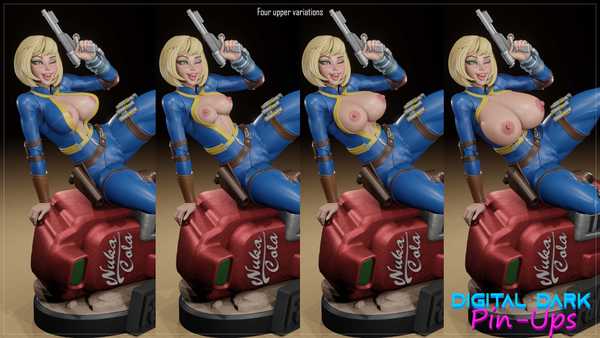 Four upper variations
Nuka
Cola
Nuka
Cola
Nuka
Cola
Nuka
Cola
DIGITAL DARK
Pin-Ups